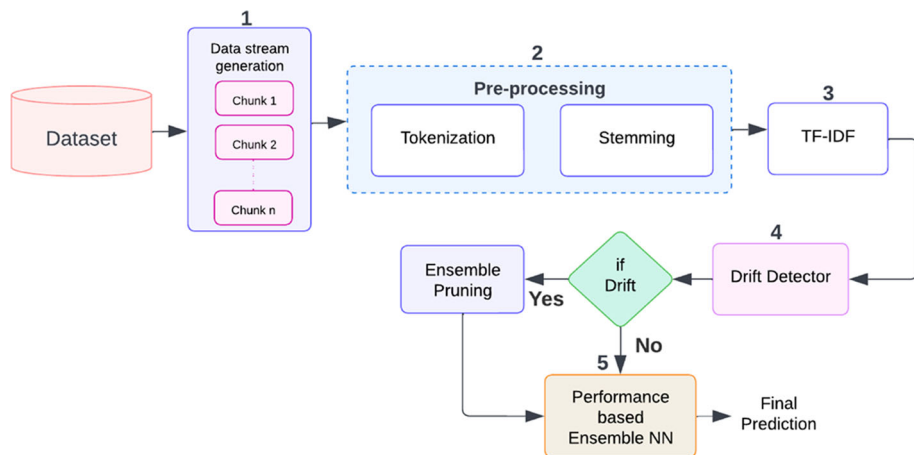 1
Data stream
generation
Chunk 1
Chunk 2
Chunk n
Dataset
2
Pre-processing
Tokenization
Stemming
3
TF-IDF
4
Drift Detector
if
Drift
Yes
No
Ensemble
Pruning
5
Performance
based
Ensemble NN
Final
Prediction